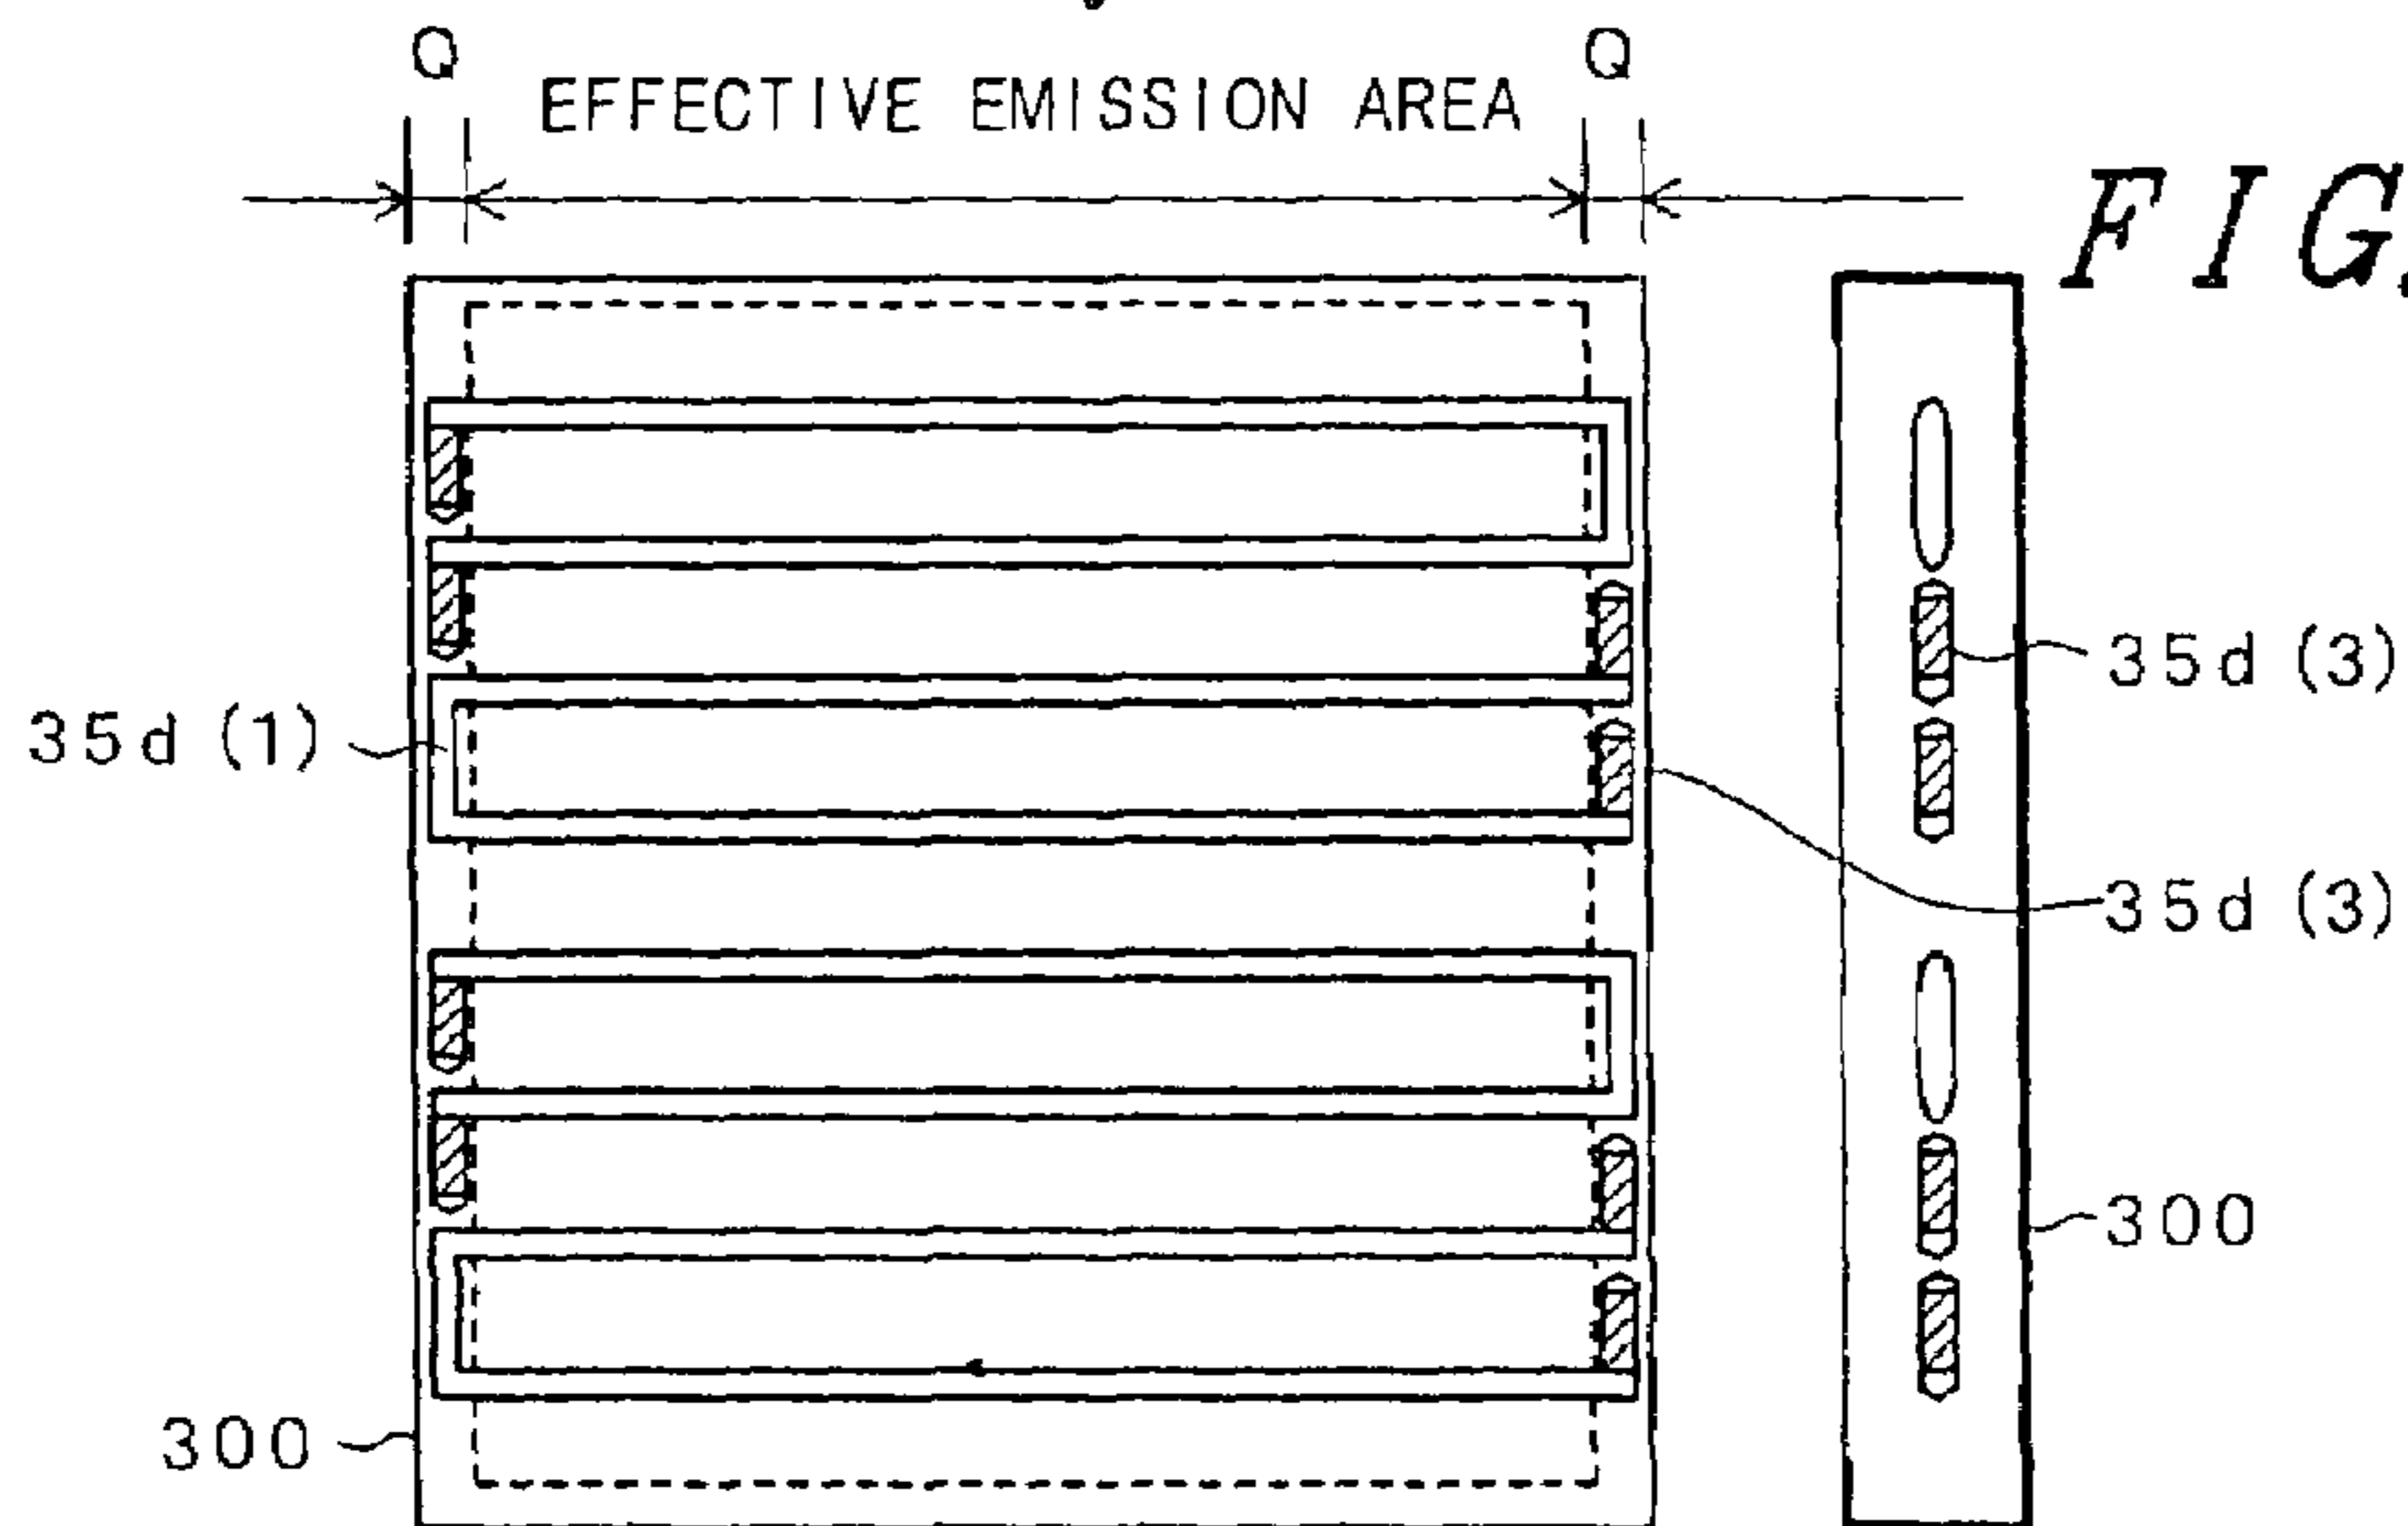 Q Q
EFFECTIVE EMISSION AREA
FIG.
35d (3)
35d (1)
35d (3)
300
300